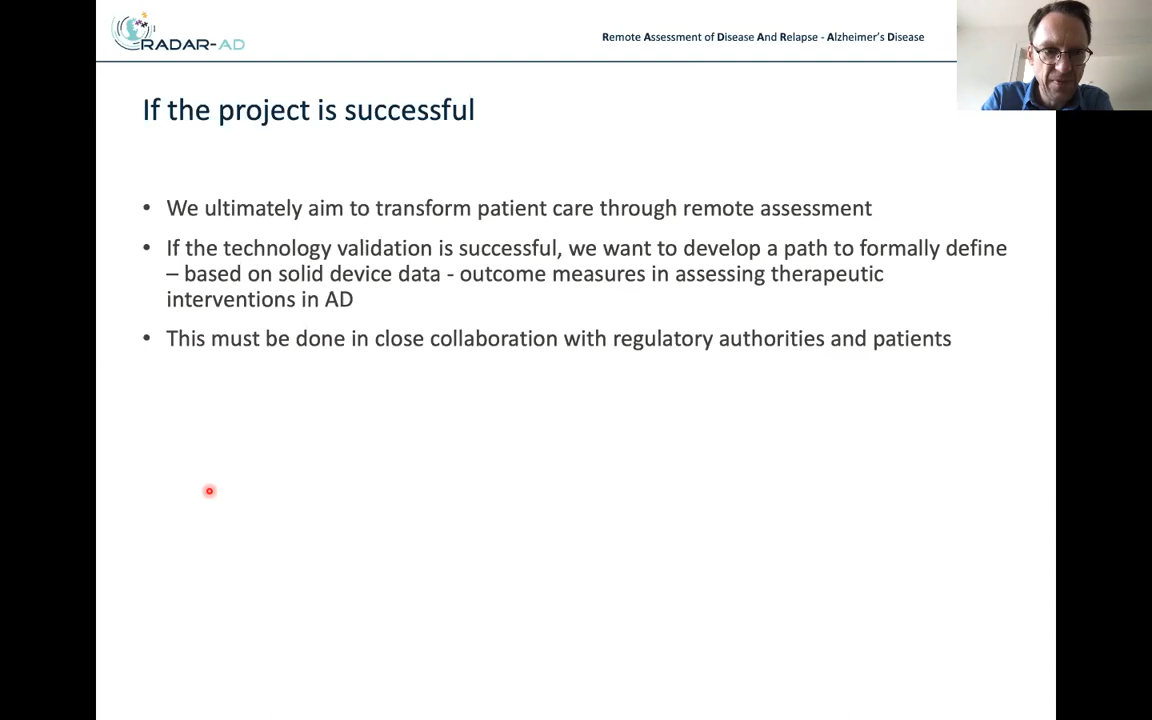 RADAR-AD
Remote Assessment of Disease And Relapse - Alzheimer's Disease
If the project is successful
• We ultimately aim to transform patient care through remote assessment
• If the technology validation is successful, we want to develop a path to formally define
– based on solid device data - outcome measures in assessing therapeutic
interventions in AD
• This must be done in close collaboration with regulatory authorities and patients